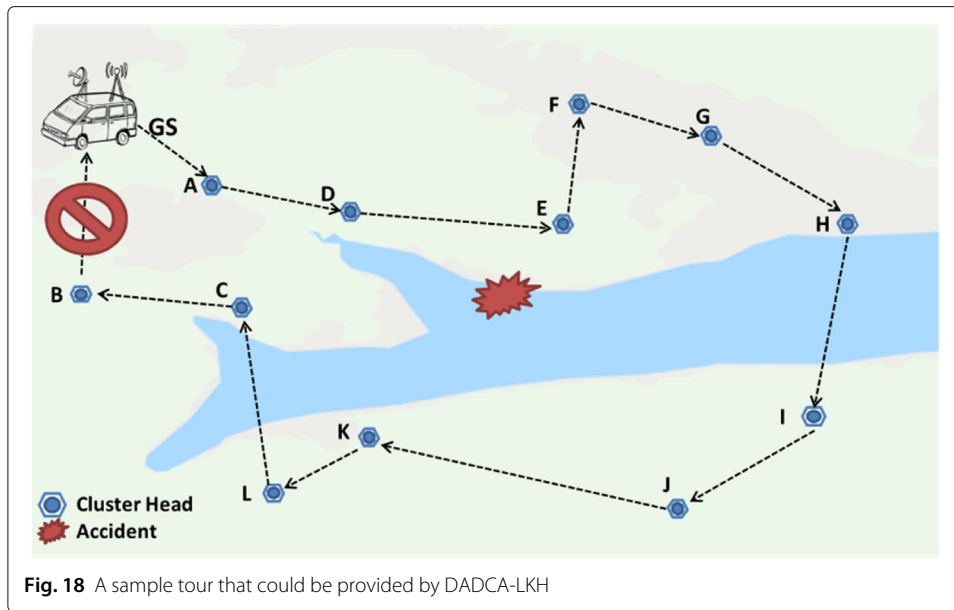 F
G
GS
A
D
E
H
B
C
I
K
L
J
Cluster Head
Accident
Fig. 18 A sample tour that could be provided by DADCA-LKH